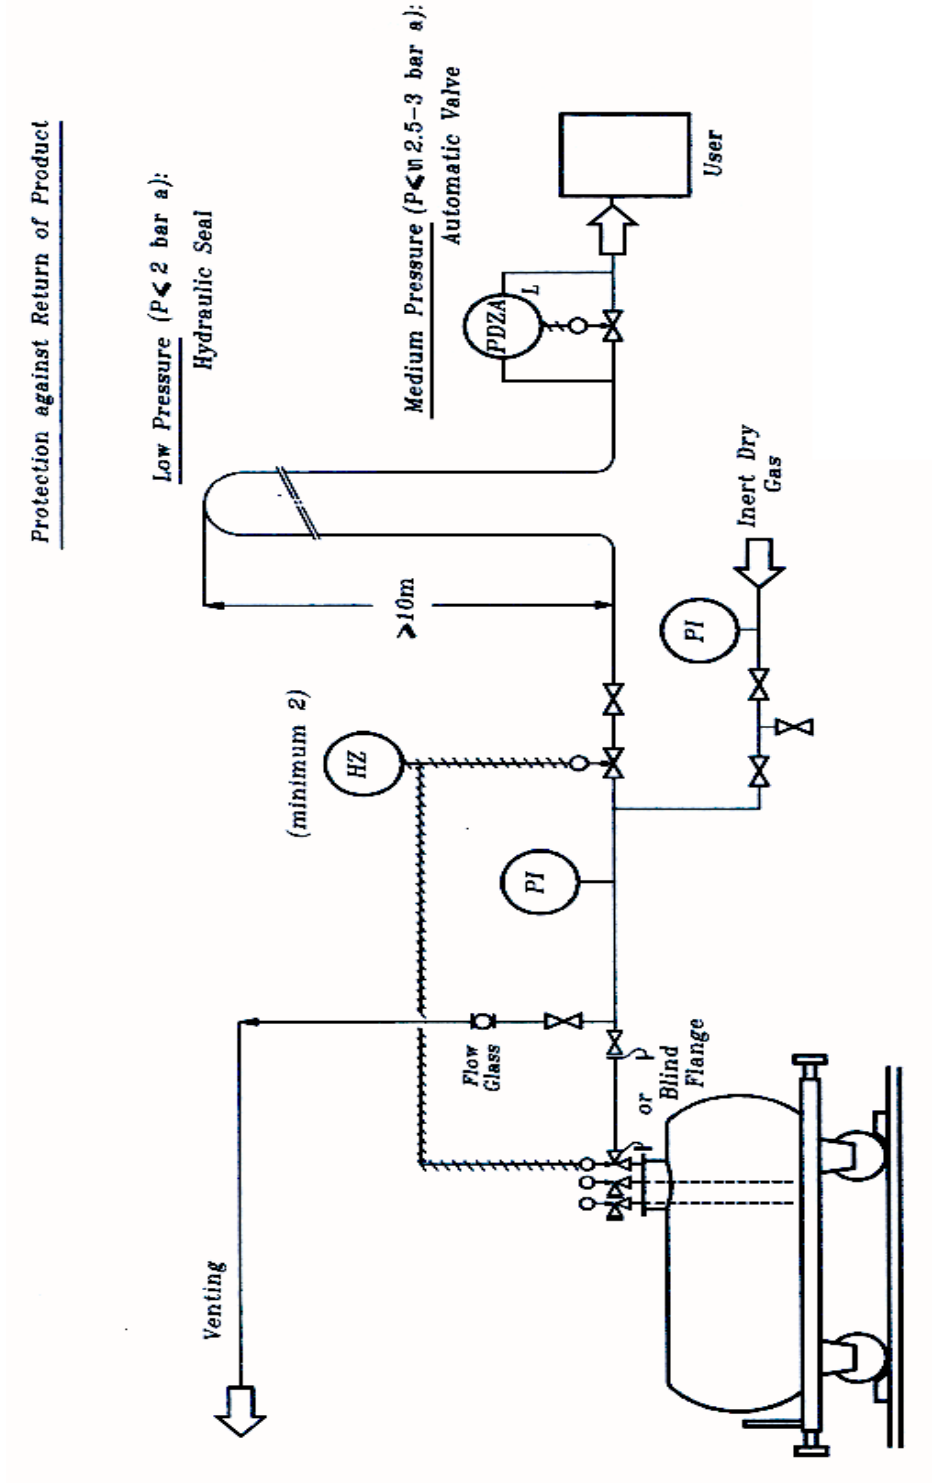 Protection against Return of Product
Low Pressure (P⩽ 2 bar a):
Hydraulic Seal
Medium Pressure (P⩽ 2.5-3 bar a):
Automatic Valve
PDZA
L
User
>10m
Inert Dry
Gas
PI
(minimum 2)
HZ
PI
Flow
Glass
or Blind
Flange
Venting